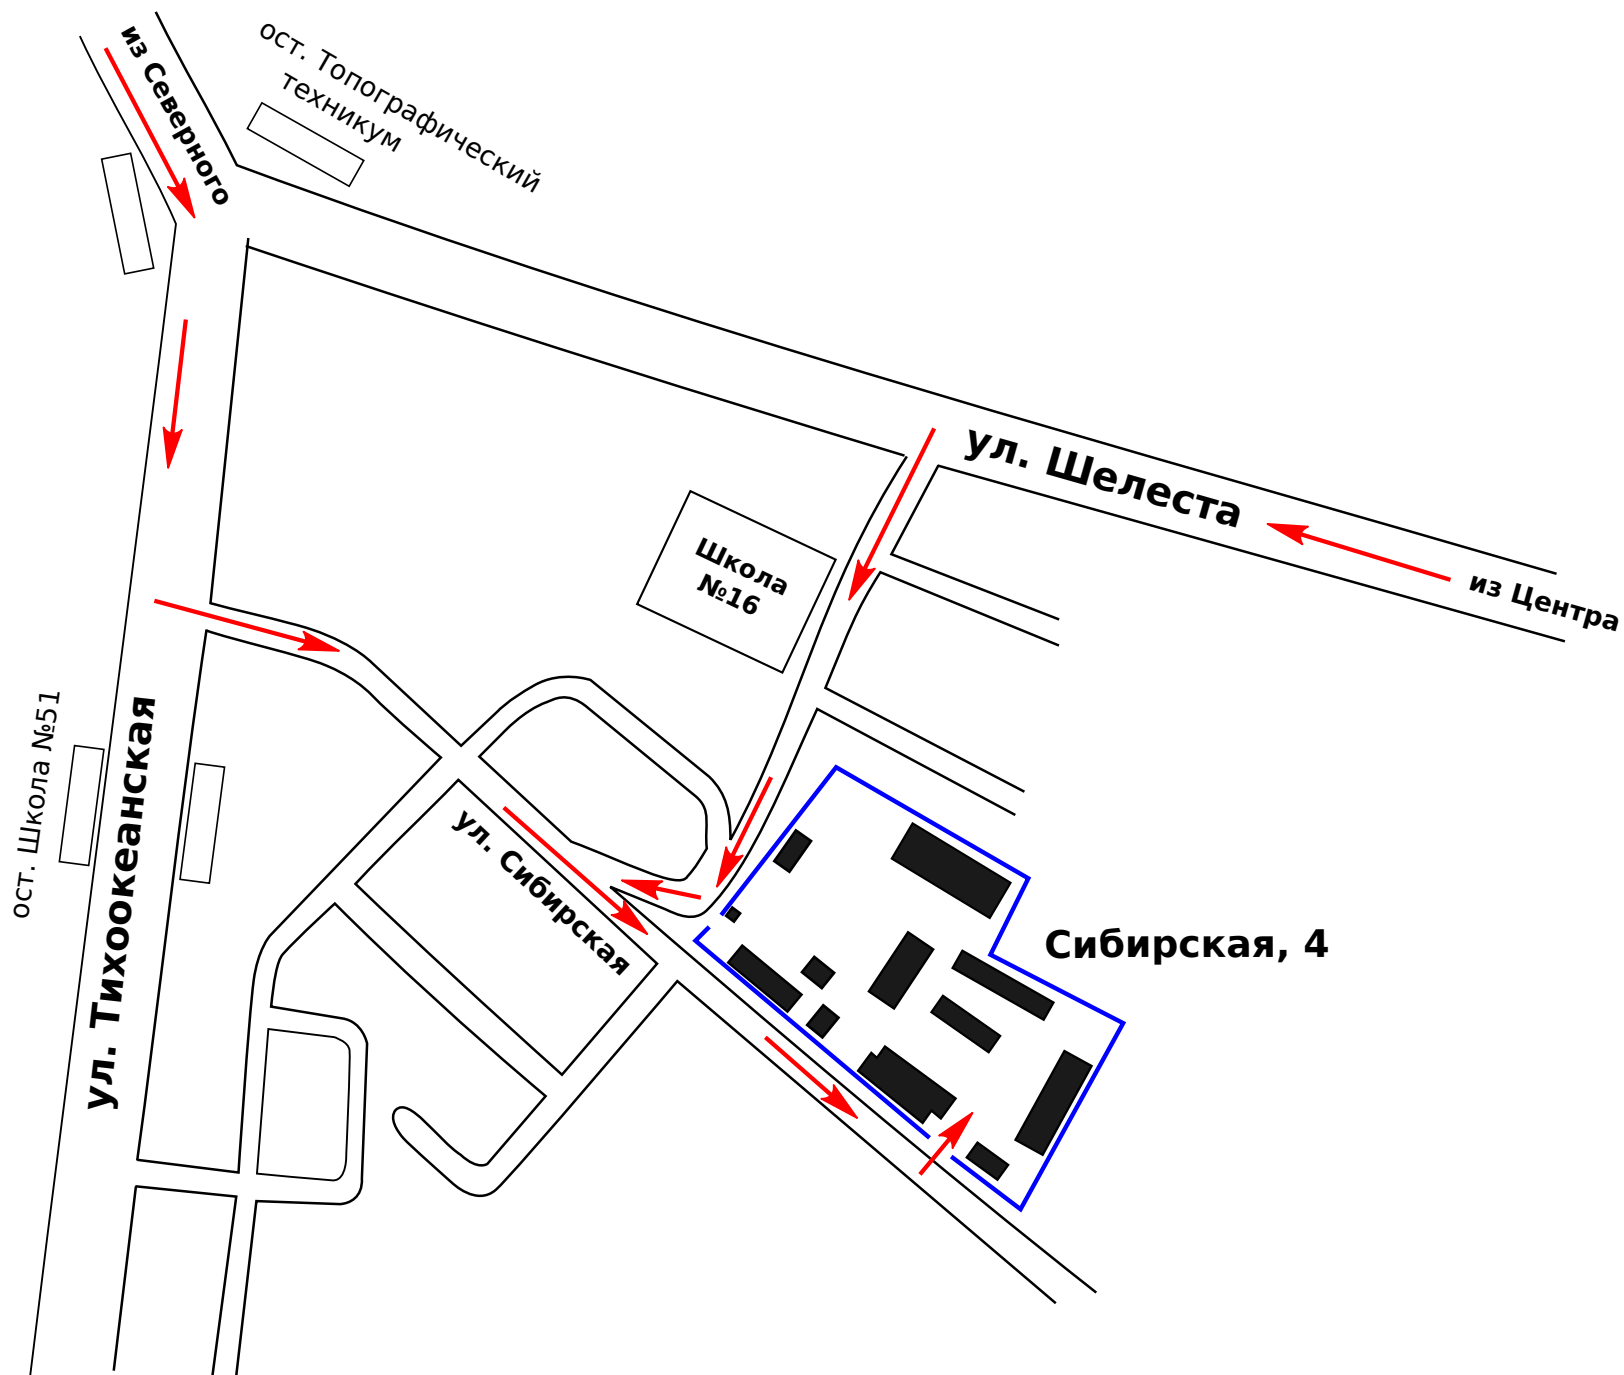 из Северного
ост. Топографический
техникум
ул. Шелеста
из Центра
Школа
№16
ост. Школа №51
ул. Тихоокеанская
ул. Сибирская
Сибирская, 4